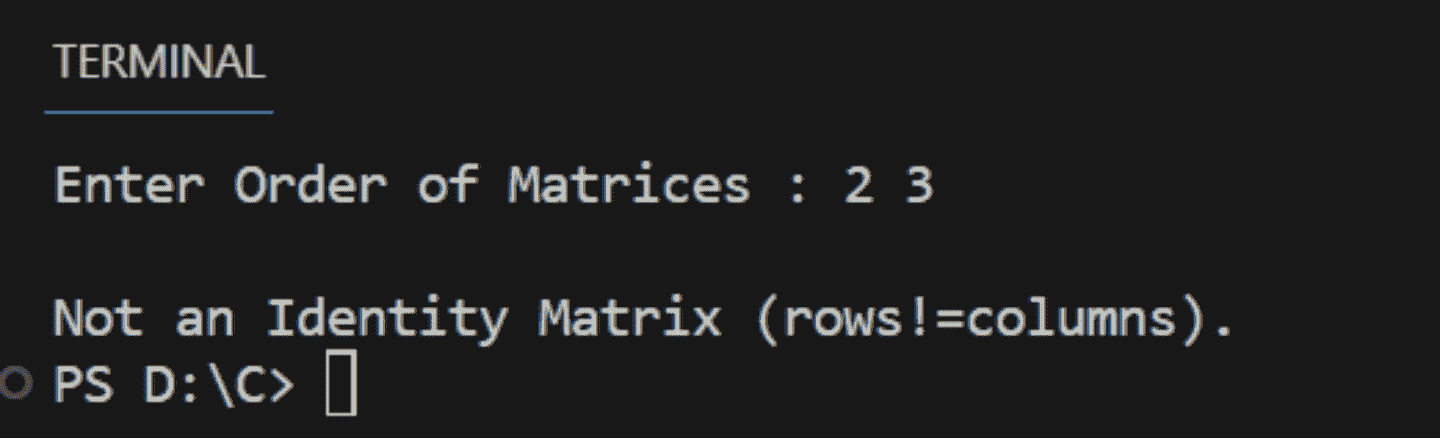 TERMINAL
Enter Order of Matrices : 2 3
Not an Identity Matrix (rows!=columns).
PS D:\C>